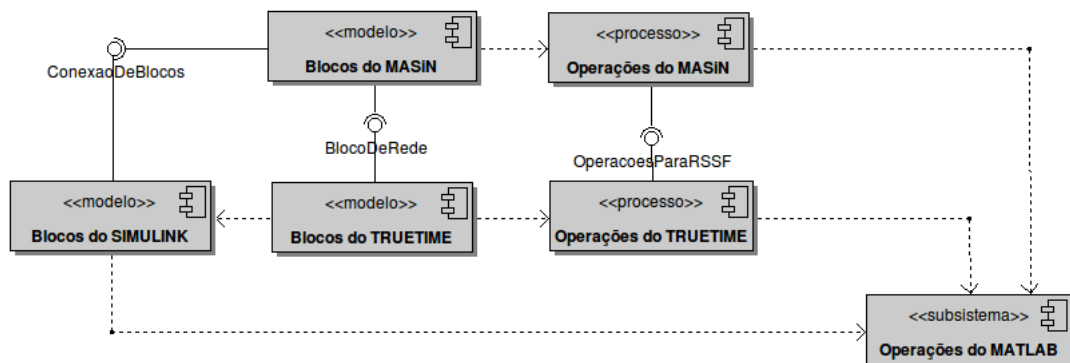 <<modelo>>
Blocos do MASiN
<<processo>>
Operações do MASiN
ConexaoDeBlocos
BlocoDeRede
OperacoesParaRSSF
<<modelo>>
Blocos do SIMULINK
<<modelo>>
Blocos do TRUETIME
<<processo>>
Operações do TRUETIME
<<subsistema>>
Operações do MATLAB